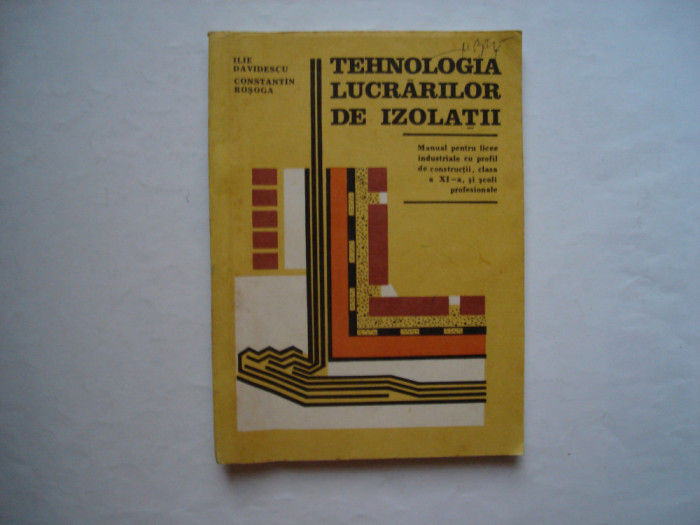 ILIE
DAVIDESCU
CONSTANTIN
ROȘOGA
TEHNOLOGIA
LUCRĂRILOR
DE IZOLAȚII
Manual pentru licee
industriale cu profil
de construcții, clasa
a XI-a, și școli
profesionale